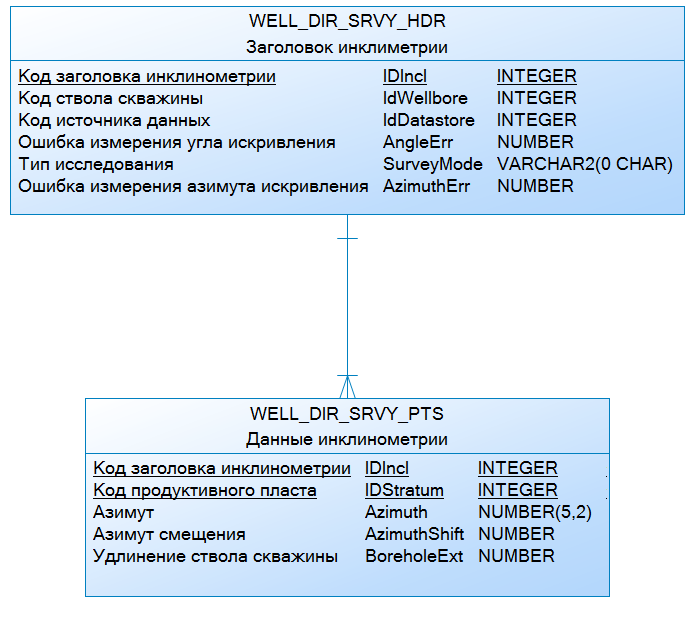 WELL_DIR_SRVY_HDR
Заголовок инклиметрии
Код заголовка инклинометрии IDIncl INTEGER
Код ствола скважины IdWellbore INTEGER
Код источника данных IdDatastore INTEGER
Ошибка измерения угла искривления AngleErr NUMBER
Тип исследования SurveyMode VARCHAR2(0 CHAR)
Ошибка измерения азимута искривления AzimuthErr NUMBER
WELL_DIR_SRVY_PTS
Данные инклинометрии
Код заголовка инклинометрии IDIncl INTEGER
Код продуктивного пласта IDStratum INTEGER
Азимут Azimuth NUMBER(5,2)
Азимут смещения AzimuthShift NUMBER
Удлинение ствола скважины BoreholeExt NUMBER